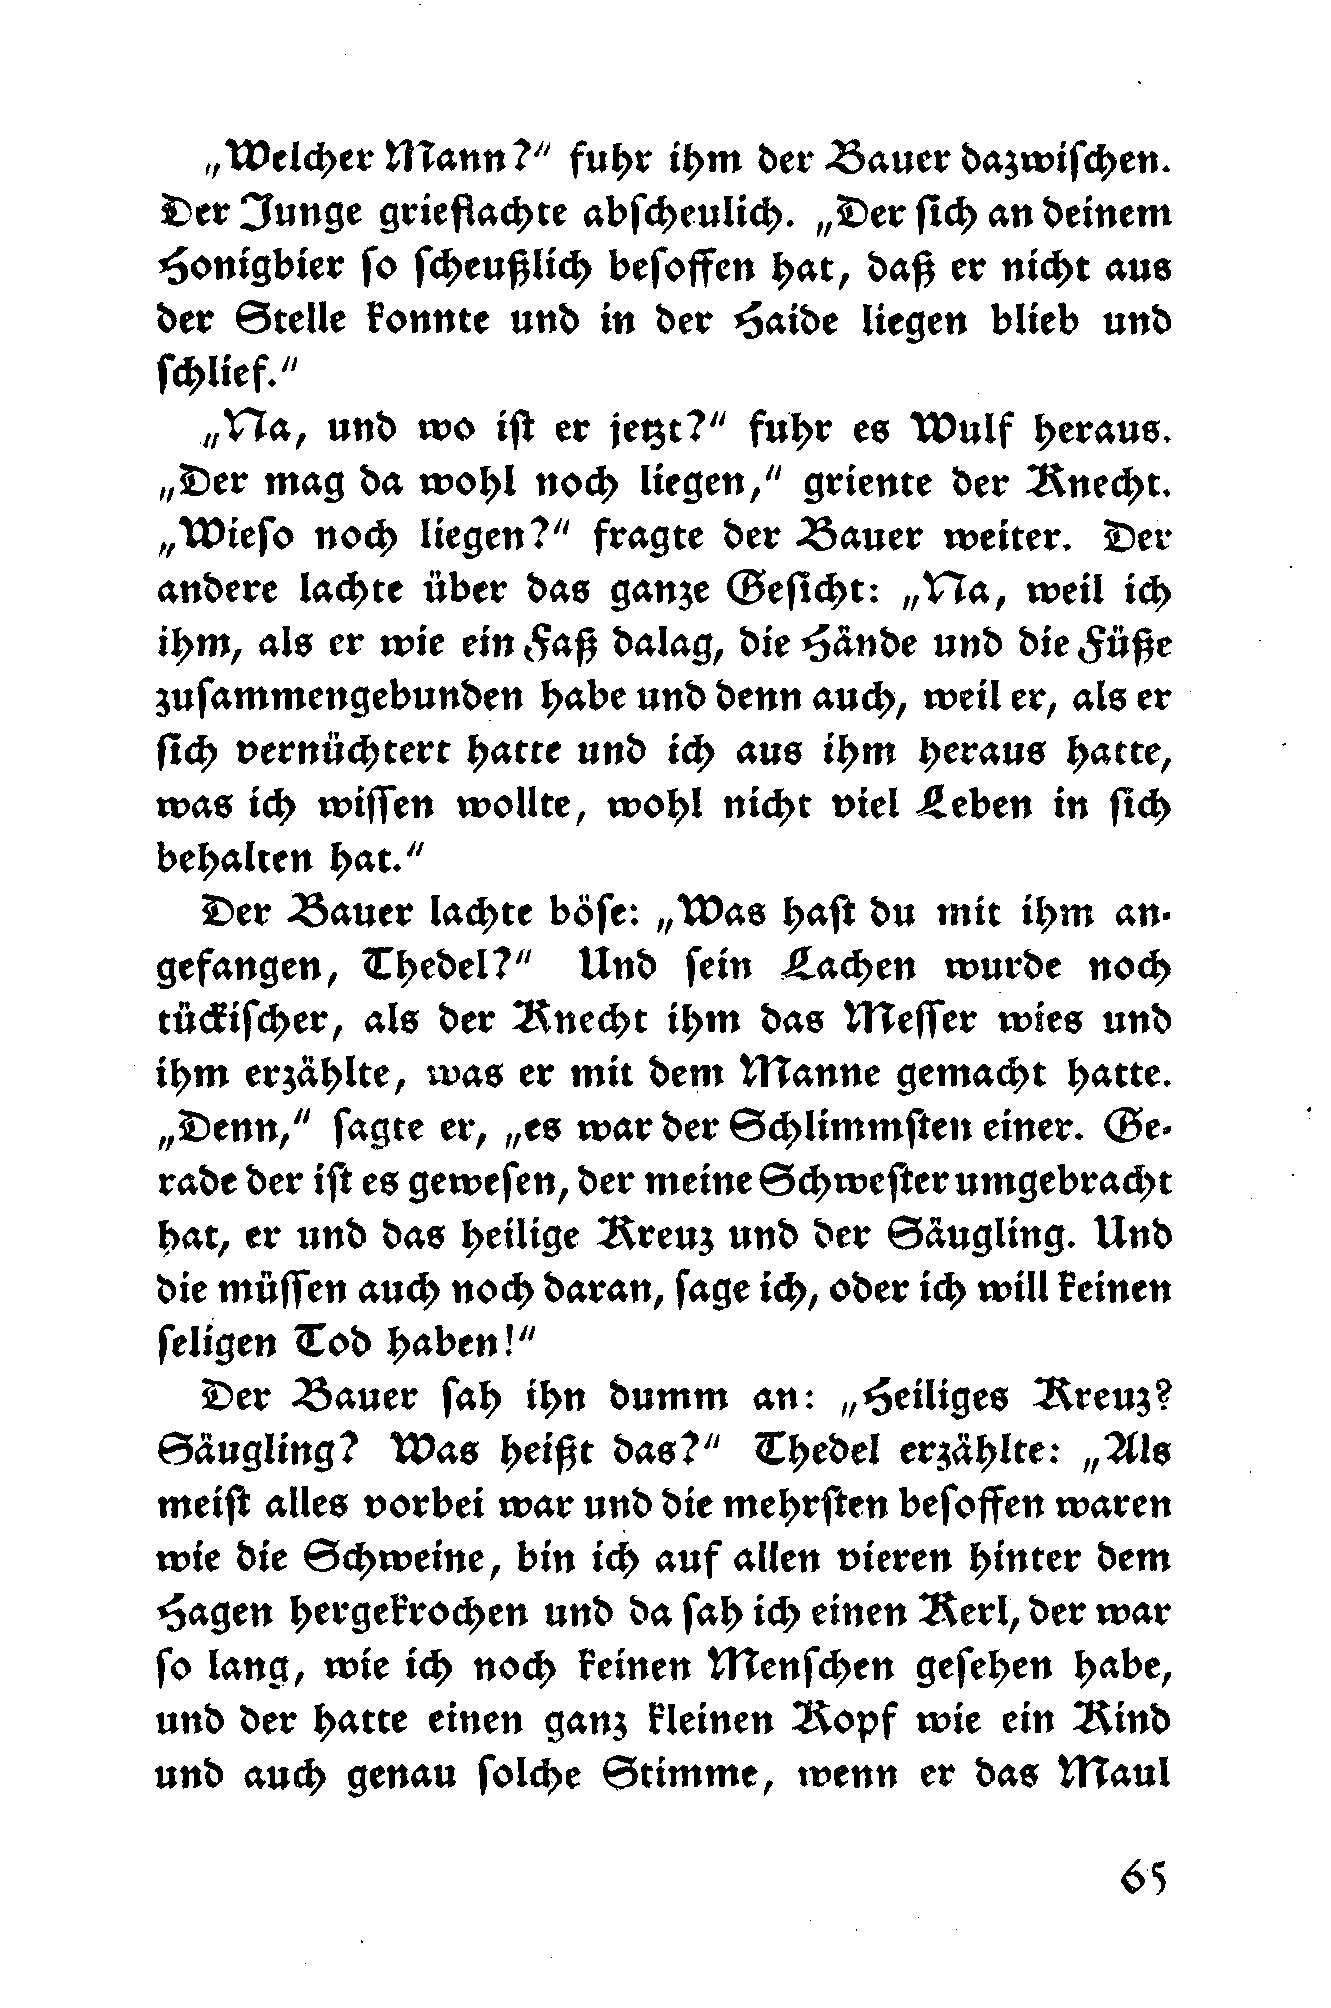 „Welcher Mann?“ fuhr ihm der Bauer dazwiſchen.
Der Junge grieflachte abſcheulich. „Der ſich an deinem
Honigbier ſo ſcheußlich beſoffen hat, daß er nicht aus
der Stelle konnte und in der Haide liegen blieb und
ſchlief.“
„Na, und wo iſt er jetzt?“ fuhr es Wulf heraus.
„Der mag da wohl noch liegen,“ griente der Knecht.
„Wieſo noch liegen?“ fragte der Bauer weiter. Der
andere lachte über das ganze Geſicht: „Na, weil ich
ihm, als er wie ein Faß dalag, die Hände und die Füße
zuſammengebunden habe und denn auch, weil er, als er
ſich vernüchtert hatte und ich aus ihm heraus hatte,
was ich wiſſen wollte, wohl nicht viel Leben in ſich
behalten hat.“
Der Bauer lachte böſe: „Was haſt du mit ihm an-
gefangen, Thedel?“ Und ſein Lachen wurde noch
tückiſcher, als der Knecht ihm das Meſſer wies und
ihm erzählte, was er mit dem Manne gemacht hatte.
„Denn,“ ſagte er, „es war der Schlimmſten einer. Ge-
rade der iſt es geweſen, der meine Schweſter umgebracht
hat, er und das heilige Kreuz und der Säugling. Und
die müſſen auch noch daran, ſage ich, oder ich will keinen
ſeligen Tod haben!“
Der Bauer ſah ihn dumm an: „Heiliges Kreuz?
Säugling? Was heißt das?“ Thedel erzählte: „Als
meiſt alles vorbei war und die mehrſten beſoffen waren
wie die Schweine, bin ich auf allen vieren hinter dem
Hagen hergekrochen und da ſah ich einen Kerl, der war
ſo lang, wie ich noch keinen Menſchen geſehen habe,
und der hatte einen ganz kleinen Kopf wie ein Kind
und auch genau ſolche Stimme, wenn er das Maul
65